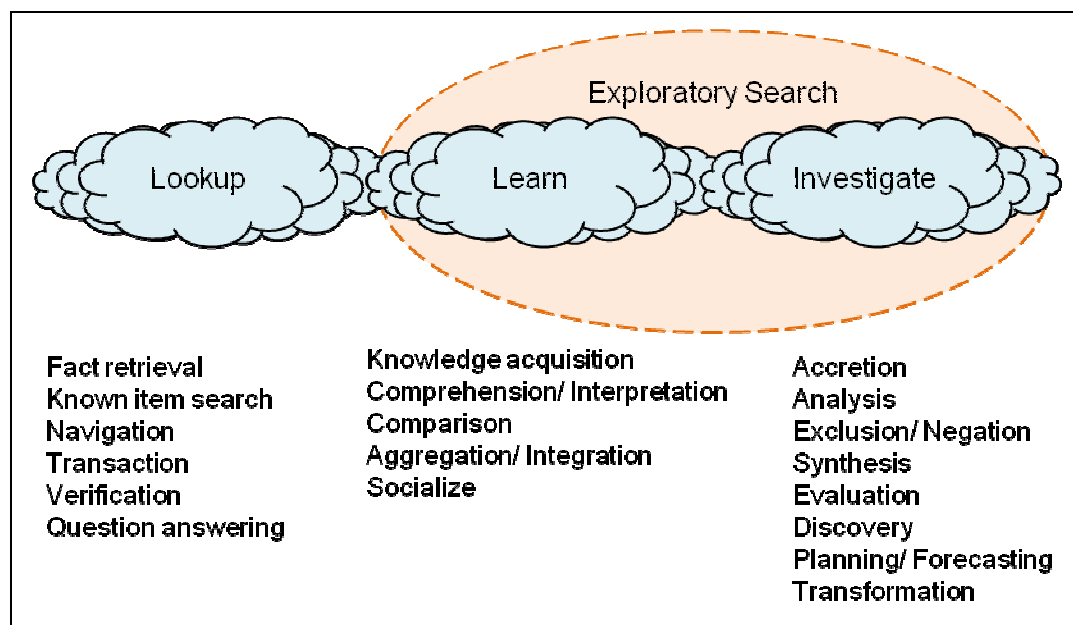 Exploratory Search
Lookup
Learn
Investigate
Fact retrieval
Known item search
Navigation
Transaction
Verification
Question answering
Knowledge acquisition
Comprehension/ Interpretation
Comparison
Aggregation/ Integration
Socialize
Accretion
Analysis
Exclusion/ Negation
Synthesis
Evaluation
Discovery
Planning/ Forecasting
Transformation